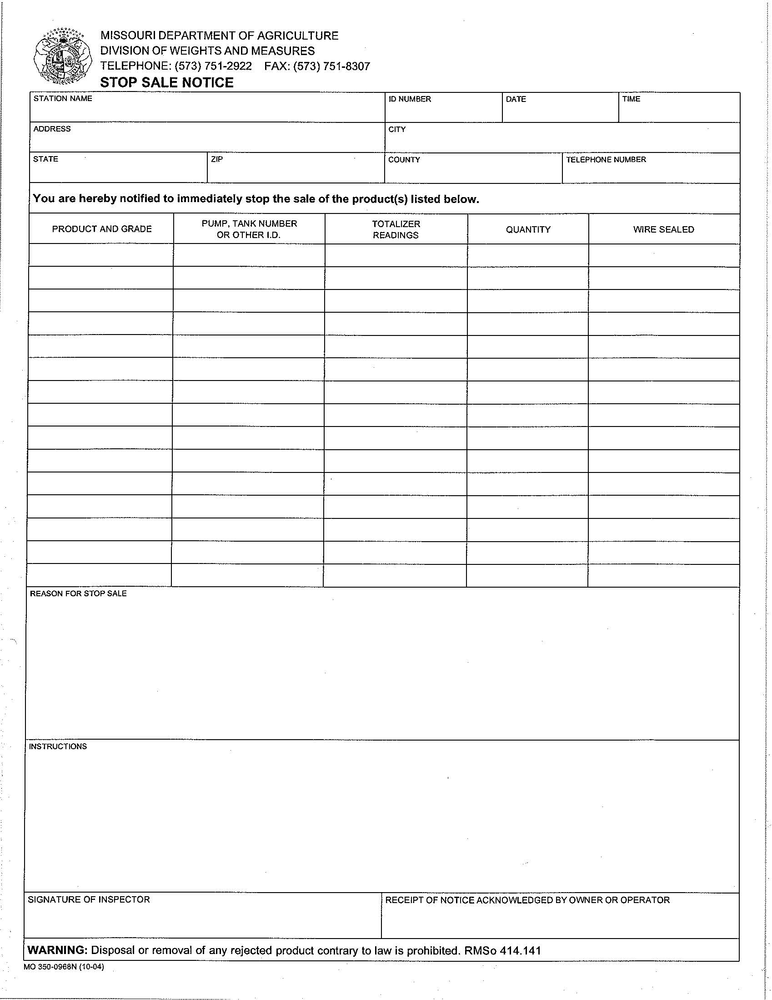 MISSOURI DEPARTMENT OF AGRICULTURE
DIVISION OF WEIGHTS AND MEASURES
TELEPHONE: (573) 751-2922 FAX: (573) 751-8307
STOP SALE NOTICE
STATION NAME
ID NUMBER
DATE
TIME
ADDRESS
CITY
STATE
ZIP
COUNTY
TELEPHONE NUMBER
You are hereby notified to immediately stop the sale of the product(s) listed below.
PRODUCT AND GRADE
PUMP, TANK NUMBER
OR OTHER I.D.
TOTALIZER
READINGS
QUANTITY
WIRE SEALED
REASON FOR STOP SALE
INSTRUCTIONS
SIGNATURE OF INSPECTOR
RECEIPT OF NOTICE ACKNOWLEDGED BY OWNER OR OPERATOR
WARNING: Disposal or removal of any rejected product contrary to law is prohibited. RMSo 414.141
MO 350-0968N (10-04)